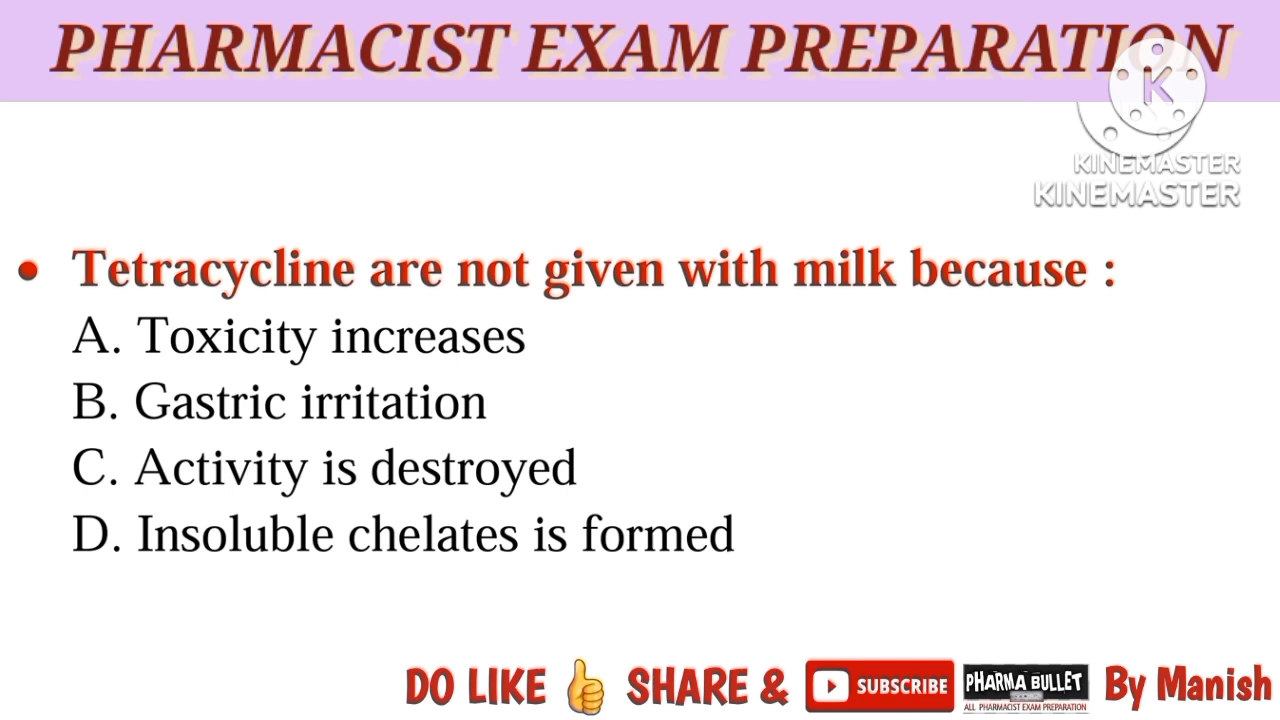 PHARMACIST EXAM PREPARATION
K
KINEMASTER
KINEMASTER
• Tetracycline are not given with milk because :
A. Toxicity increases
B. Gastric irritation
C. Activity is destroyed
D. Insoluble chelates is formed
DO LIKE 👍 SHARE & SUBSCRIBE PHARMA BULLET By Manish
ALL PHARMACIST EXAM PREPARATION